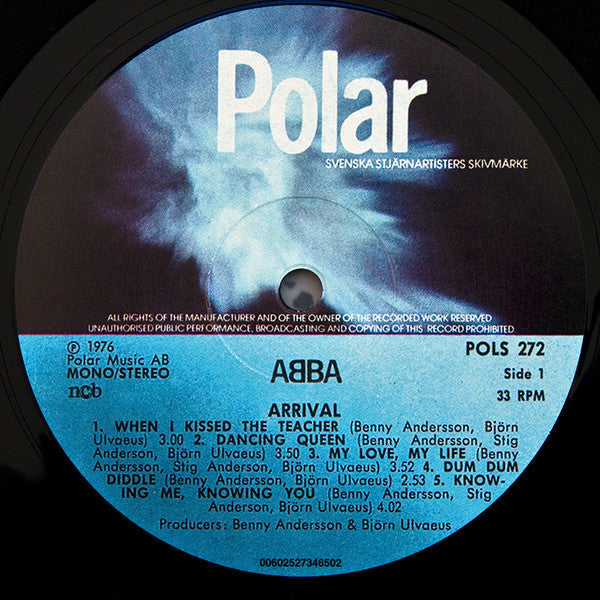 Polar
SVENSKA STJÄRNARTISTERS SKIVMÄRKE
ALL RIGHTS OF THE MANUFACTURER AND OF THE OWNER OF THE RECORDED WORK RESERVED
UNAUTHORISED PUBLIC PERFORMANCE, BROADCASTING AND COPYING OF THIS RECORD PROHIBITED
Ⓟ 1976
Polar Music AB
MONO/STEREO
ncb
AᗺBA
POLS 272
Side 1
33 RPM
ARRIVAL
1. WHEN I KISSED THE TEACHER (Benny Andersson, Björn
Ulvaeus) 3.00 2. DANCING QUEEN (Benny Andersson, Stig
Anderson, Björn Ulvaeus) 3.50 3. MY LOVE, MY LIFE (Benny
Andersson, Stig Anderson, Björn Ulvaeus) 3.52 4. DUM DUM
DIDDLE (Benny Andersson, Björn Ulvaeus) 2.53 5. KNOW-
ING ME, KNOWING YOU (Benny Andersson, Stig
Anderson, Björn Ulvaeus) 4.02
Producers: Benny Andersson & Björn Ulvaeus
00602527346502